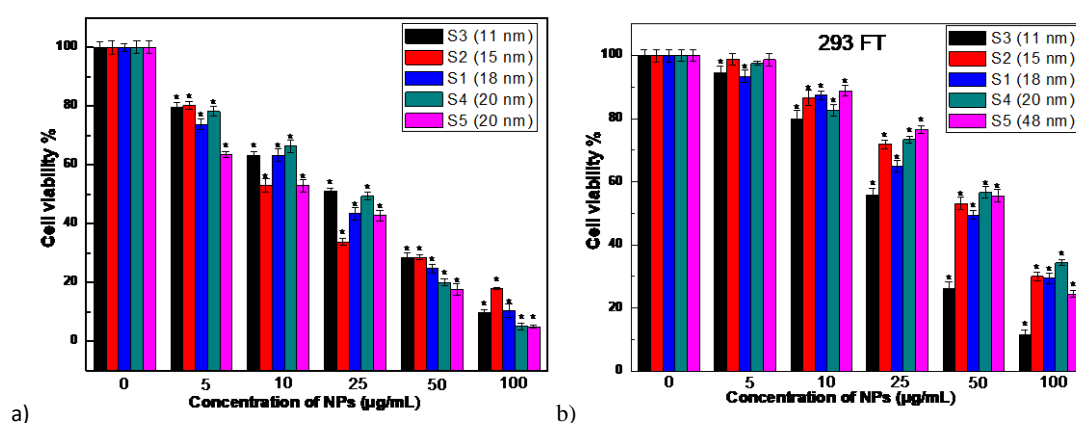 100
80
60
40
20
0
Cell viability %
S3 (11 nm)
S2 (15 nm)
S1 (18 nm)
S4 (20 nm)
S5 (20 nm)
0 5 10 25 50 100
Concentration of NPs (µg/mL)
a)
293 FT
100
80
60
40
20
0
Cell viability %
S3 (11 nm)
S2 (15 nm)
S1 (18 nm)
S4 (20 nm)
S5 (48 nm)
0 5 10 25 50 100
Concentration of NPs (µg/mL)
b)